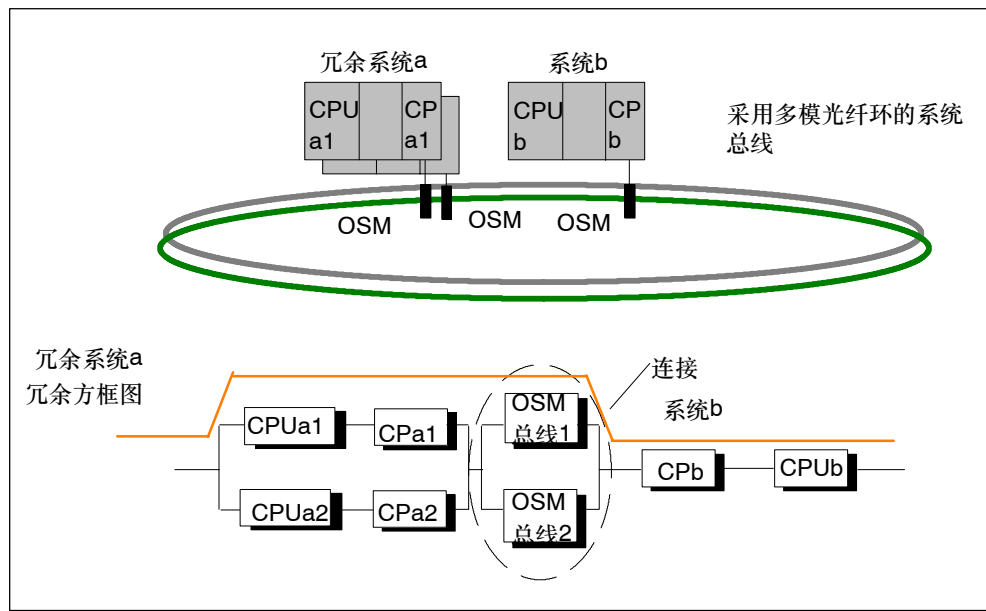 冗余系统a
系统b
CPU
a1
CP
a1
CPU
b
CP
b
采用多模光纤环的系统
总线
OSM
OSM
OSM
冗余系统a
冗余方框图
连接
系统b
CPUa1
CPa1
OSM
总线1
CPb
CPUb
CPUa2
CPa2
OSM
总线2